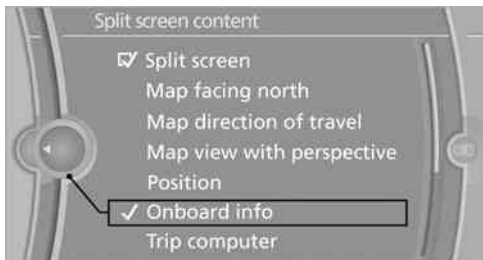 Split screen content
Split screen
Map facing north
Map direction of travel
Map view with perspective
Position
Onboard info
Trip computer